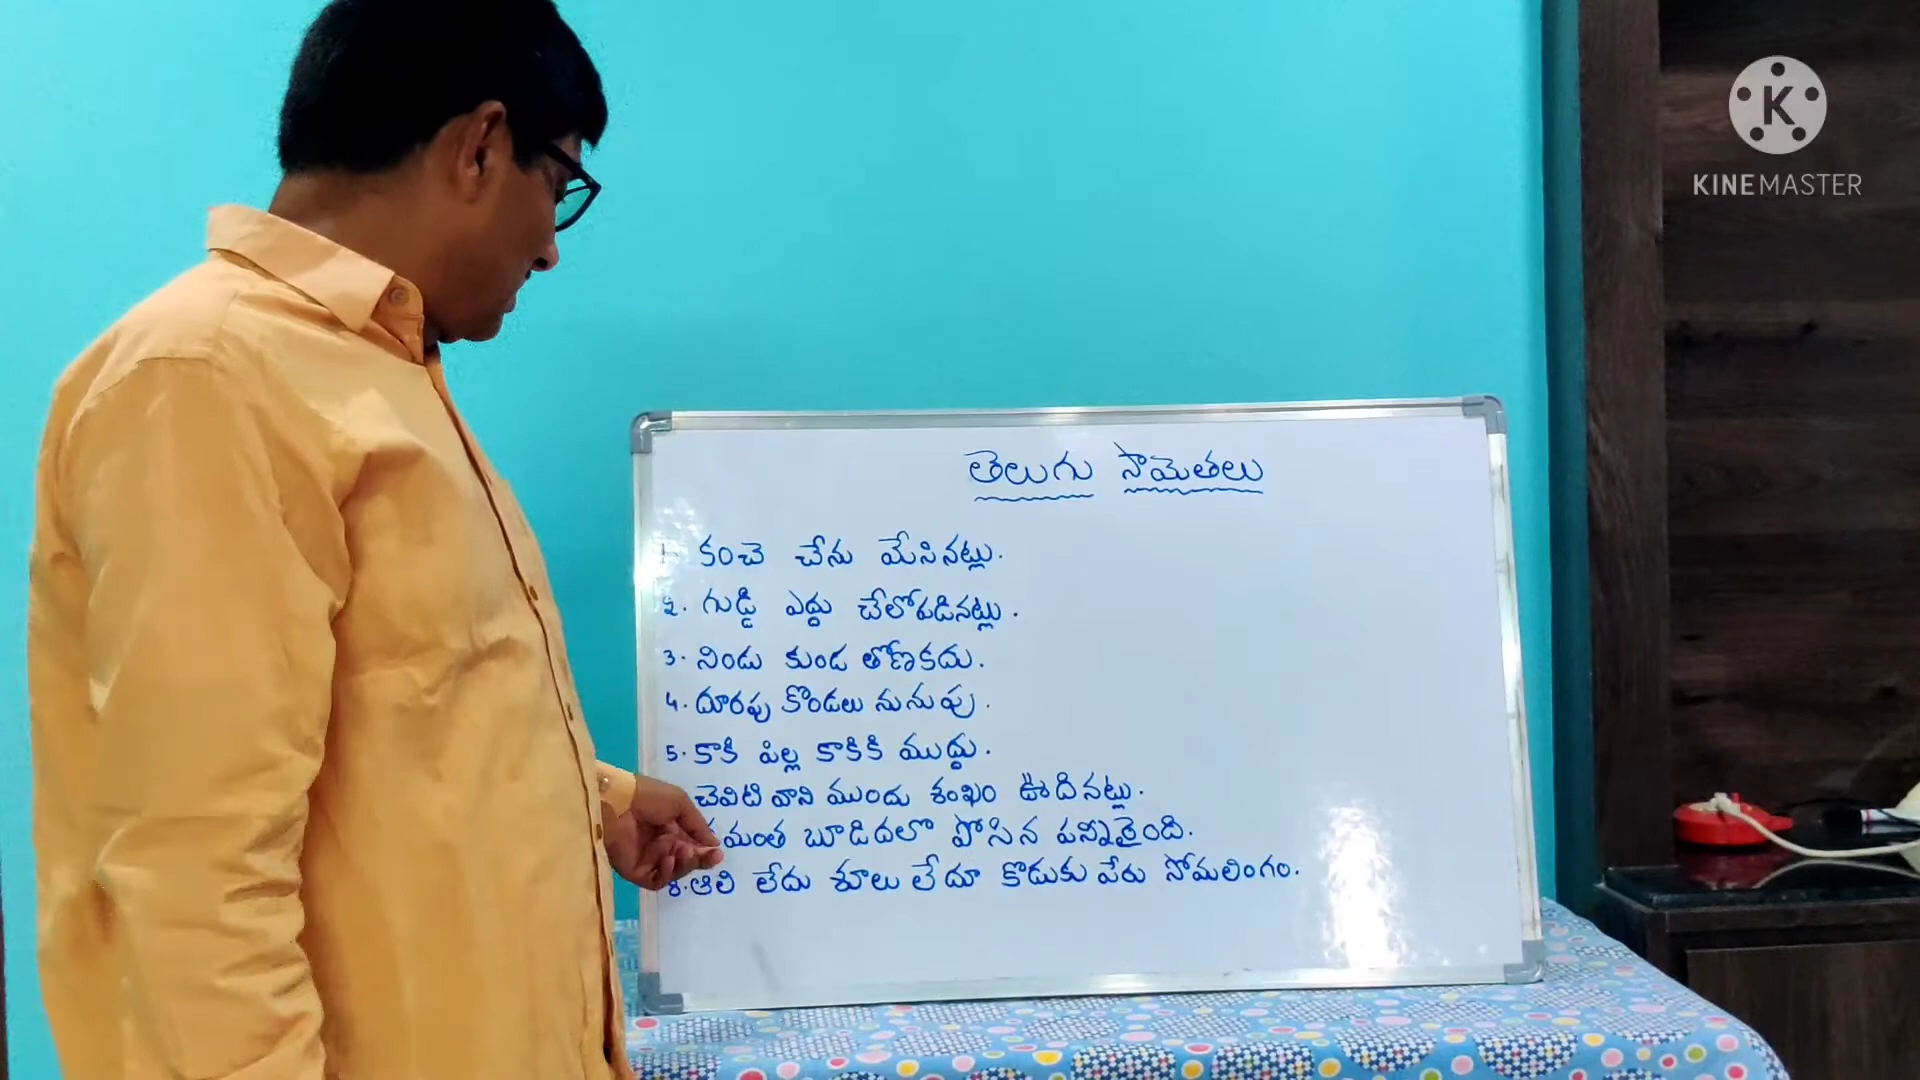 తెలుగు సామెతలు
1. కంచె చేను మేసినట్లు.
2. గుడ్డి ఎద్దు చేలోపడినట్లు.
3. నిండు కుండ తొణకదు.
4. దూరపు కొండలు నునుపు.
5. కాకి పిల్ల కాకికి ముద్దు.
చెవిటి వాని ముందు శంఖం ఊదినట్లు.
బూడిదలో పోసిన పన్నీరైంది.
8. ఆలి లేదు శూలు లేదూ కొడుకు పేరు సోమలింగం.
K
KINEMASTER